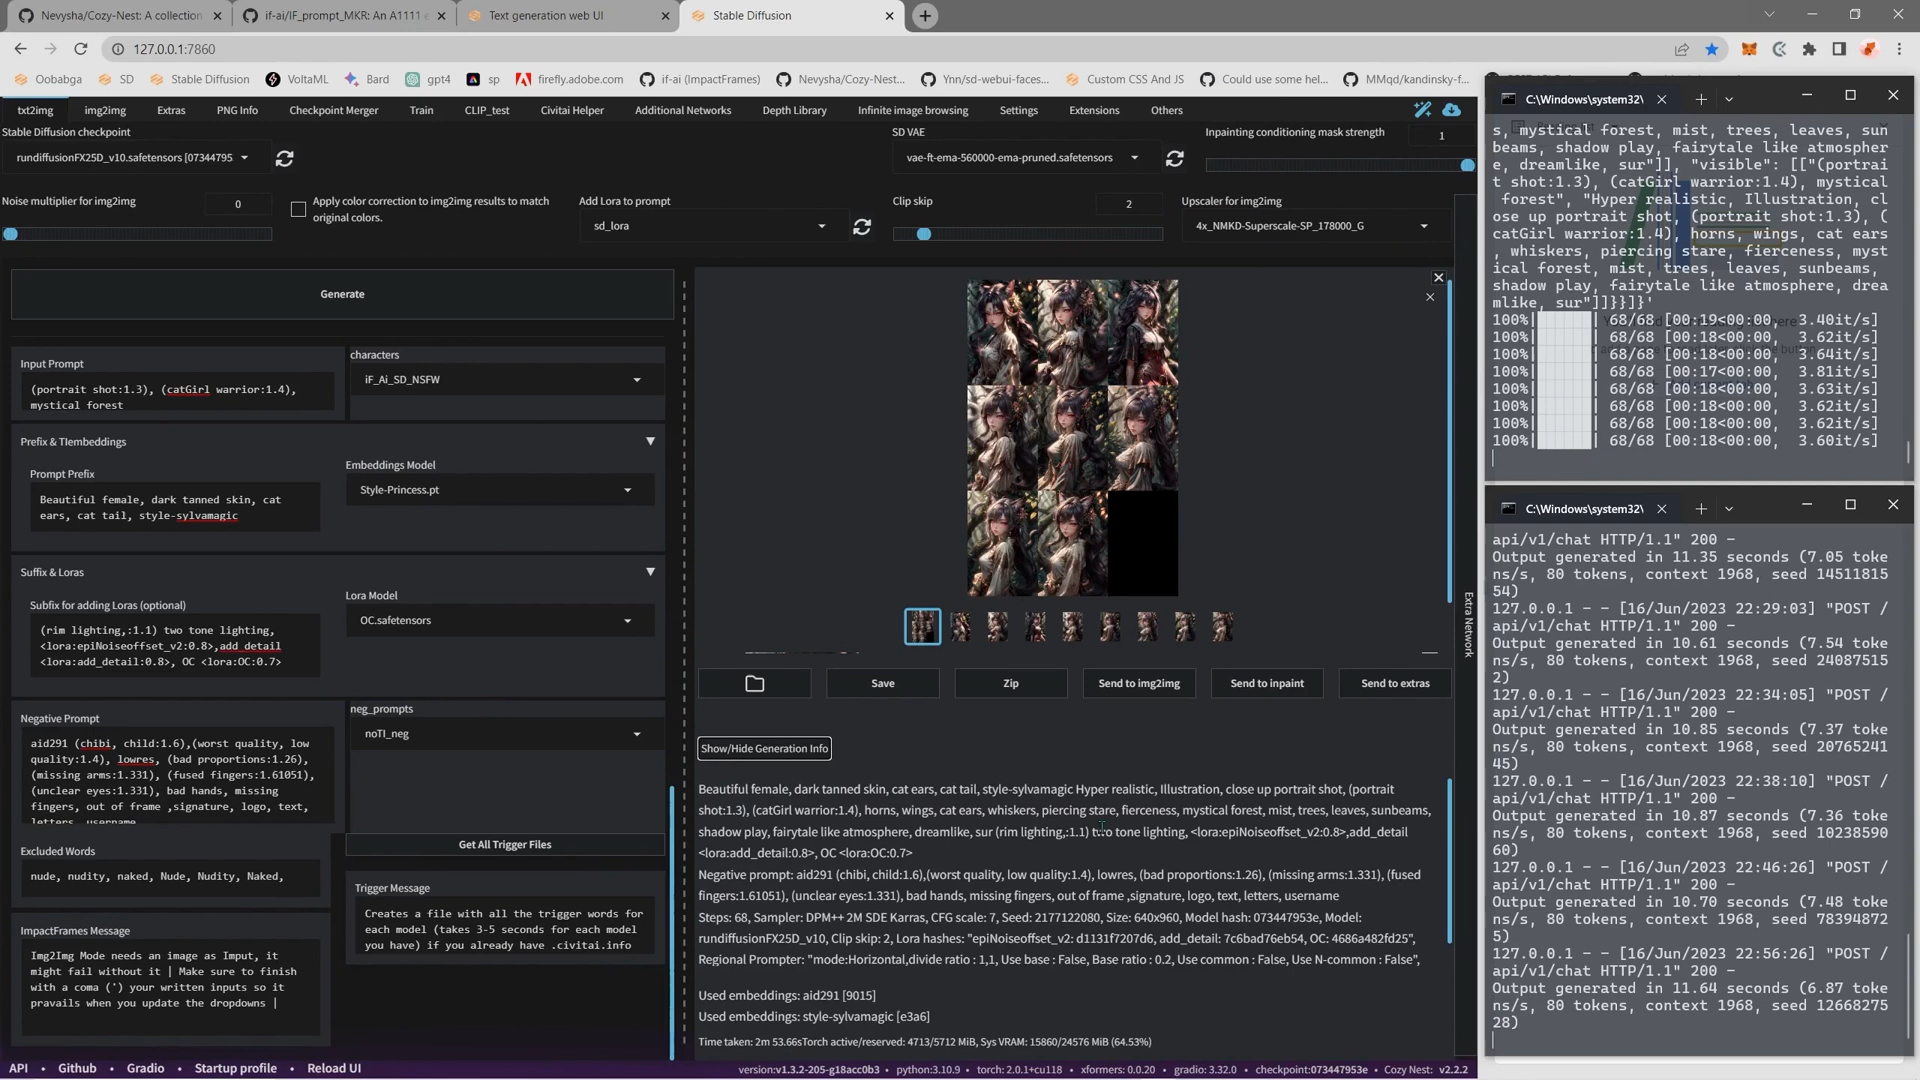 Nevysha/Cozy-Nest: A collection
if-ai/IF_prompt_MKR: An A1111 e
Text generation web UI
Stable Diffusion
127.0.0.1:7860
Oobabga
SD
Stable Diffusion
VoltaML
Bard
gpt4
sp
firefly.adobe.com
if-ai (ImpactFrames)
Nevysha/Cozy-Nest...
Ynn/sd-webui-faces...
Custom CSS And JS
Could use some hel...
MMqd/kandinsky-f
txt2img
img2img
Extras
PNG Info
Checkpoint Merger
Train
CLIP_test
Civitai Helper
Additional Networks
Depth Library
Infinite image browsing
Settings
Extensions
Others
Stable Diffusion checkpoint
rundiffusionFX25D_v10.safetensors [07344795
SD VAE
vae-ft-ema-560000-ema-pruned.safetensors
Inpainting conditioning mask strength
1
Noise multiplier for img2img
0
Apply color correction to img2img results to match
original colors.
Add Lora to prompt
sd_lora
Clip skip
2
Upscaler for img2img
4x_NMKD-Superscale-SP_178000_G
Generate
Input Prompt
(portrait shot:1.3), (catGirl warrior:1.4),
mystical forest
characters
iF_Ai_SD_NSFW
Prefix & TIembeddings
Prompt Prefix
Beautiful female, dark tanned skin, cat
ears, cat tail, style-sylvamagic
Embeddings Model
Style-Princess.pt
Suffix & Loras
Subfix for adding Loras (optional)
(rim lighting,:1.1) two tone lighting,
<lora:epiNoiseoffset_v2:0.8>,add_detail
<lora:add_detail:0.8>, OC <lora:OC:0.7>
Lora Model
OC.safetensors
Negative Prompt
aid291 (chibi, child:1.6),(worst quality, low
quality:1.4), lowres, (bad proportions:1.26),
(missing arms:1.331), (fused fingers:1.61051),
(unclear eyes:1.331), bad hands, missing
fingers, out of frame ,signature, logo, text,
letters, username
neg_prompts
noTI_neg
Get All Trigger Files
Excluded Words
nude, nudity, naked, Nude, Nudity, Naked,
Trigger Message
Creates a file with all the trigger words for
each model (takes 3-5 seconds for each model
you have) if you already have .civitai.info
ImpactFrames Message
Img2Img Mode needs an image as Imput, it
might fail without it | Make sure to finish
with a coma (') your written inputs so it
pravails when you update the dropdowns |
Extra Network
Save
Zip
Send to img2img
Send to inpaint
Send to extras
Show/Hide Generation Info
Beautiful female, dark tanned skin, cat ears, cat tail, style-sylvamagic Hyper realistic, Illustration, close up portrait shot, (portrait
shot:1.3), (catGirl warrior:1.4), horns, wings, cat ears, whiskers, piercing stare, fierceness, mystical forest, mist, trees, leaves, sunbeams,
shadow play, fairytale like atmosphere, dreamlike, sur (rim lighting,:1.1) two tone lighting, <lora:epiNoiseoffset_v2:0.8>,add_detail
<lora:add_detail:0.8>, OC <lora:OC:0.7>
Negative prompt: aid291 (chibi, child:1.6),(worst quality, low quality:1.4), lowres, (bad proportions:1.26), (missing arms:1.331), (fused
fingers:1.61051), (unclear eyes:1.331), bad hands, missing fingers, out of frame ,signature, logo, text, letters, username
Steps: 68, Sampler: DPM++ 2M SDE Karras, CFG scale: 7, Seed: 2177122080, Size: 640x960, Model hash: 073447953e, Model:
rundiffusionFX25D_v10, Clip skip: 2, Lora hashes: "epiNoiseoffset_v2: d1131f7207d6, add_detail: 7c6bad76eb54, OC: 4686a482fd25",
Regional Prompter: "mode:Horizontal,divide ratio : 1,1, Use base : False, Base ratio : 0.2, Use common : False, Use N-common : False",
Used embeddings: aid291 [9015]
Used embeddings: style-sylvamagic [e3a6]
Time taken: 2m 53.66sTorch active/reserved: 4713/5712 MiB, Sys VRAM: 15860/24576 MiB (64.53%)
API • Github • Gradio • Startup profile • Reload UI
version:v1.3.2-205-g18acc0b3 • python:3.10.9 • torch: 2.0.1+cu118 • xformers: 0.0.20 • gradio: 3.32.0 • checkpoint:073447953e • Cozy Nest: v2.2.2
C:\Windows\system32\
s, mystical forest, mist, trees, leaves, sun
beams, shadow play, fairytale like atmospher
e, dreamlike, sur"]], "visible": [["(portrai
t shot:1.3), (catGirl warrior:1.4), mystical
forest", "Hyper realistic, Illustration, cl
ose up portrait shot, (portrait shot:1.3), (
catGirl warrior:1.4), horns, wings, cat ears
, whiskers, piercing stare, fierceness, myst
ical forest, mist, trees, leaves, sunbeams,
shadow play, fairytale like atmosphere, drea
mlike, sur"]]}}]}'
100%| | 68/68 [00:19<00:00, 3.40it/s]
100%| | 68/68 [00:18<00:00, 3.62it/s]
100%| | 68/68 [00:18<00:00, 3.64it/s]
100%| | 68/68 [00:17<00:00, 3.81it/s]
100%| | 68/68 [00:18<00:00, 3.63it/s]
100%| | 68/68 [00:18<00:00, 3.62it/s]
100%| | 68/68 [00:18<00:00, 3.62it/s]
100%| | 68/68 [00:18<00:00, 3.60it/s]
C:\Windows\system32\
api/v1/chat HTTP/1.1" 200 -
Output generated in 11.35 seconds (7.05 toke
ns/s, 80 tokens, context 1968, seed 14511815
54)
127.0.0.1 - - [16/Jun/2023 22:29:03] "POST /
api/v1/chat HTTP/1.1" 200 -
Output generated in 10.61 seconds (7.54 toke
ns/s, 80 tokens, context 1968, seed 24087515
2)
127.0.0.1 - - [16/Jun/2023 22:34:05] "POST /
api/v1/chat HTTP/1.1" 200 -
Output generated in 10.85 seconds (7.37 toke
ns/s, 80 tokens, context 1968, seed 20765241
45)
127.0.0.1 - - [16/Jun/2023 22:38:10] "POST /
api/v1/chat HTTP/1.1" 200 -
Output generated in 10.87 seconds (7.36 toke
ns/s, 80 tokens, context 1968, seed 10238590
60)
127.0.0.1 - - [16/Jun/2023 22:46:26] "POST /
api/v1/chat HTTP/1.1" 200 -
Output generated in 10.70 seconds (7.48 toke
ns/s, 80 tokens, context 1968, seed 78394872
5)
127.0.0.1 - - [16/Jun/2023 22:56:26] "POST /
api/v1/chat HTTP/1.1" 200 -
Output generated in 11.64 seconds (6.87 toke
ns/s, 80 tokens, context 1968, seed 12668275
28)